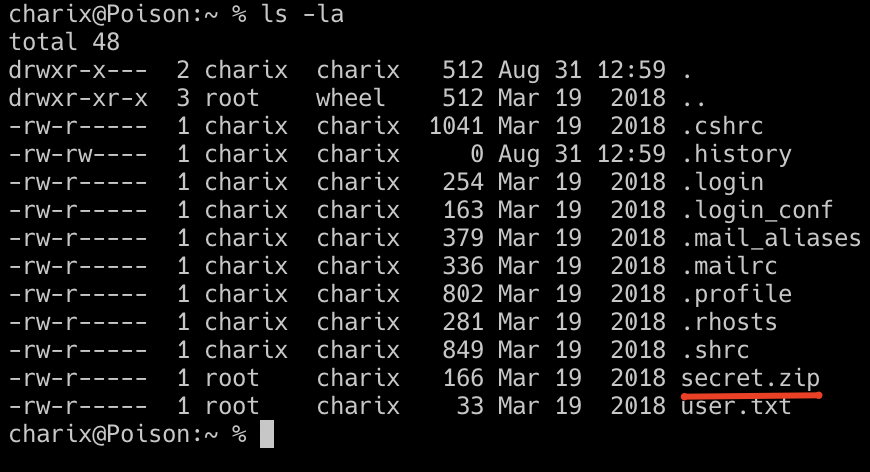 charix@Poison:~ % ls -la
total 48
drwxr-x---  2 charix  charix   512 Aug 31 12:59 .
drwxr-xr-x  3 root    wheel    512 Mar 19  2018 ..
-rw-r-----  1 charix  charix  1041 Mar 19  2018 .cshrc
-rw-rw----  1 charix  charix     0 Aug 31 12:59 .history
-rw-r-----  1 charix  charix   254 Mar 19  2018 .login
-rw-r-----  1 charix  charix   163 Mar 19  2018 .login_conf
-rw-r-----  1 charix  charix   379 Mar 19  2018 .mail_aliases
-rw-r-----  1 charix  charix   336 Mar 19  2018 .mailrc
-rw-r-----  1 charix  charix   802 Mar 19  2018 .profile
-rw-r-----  1 charix  charix   281 Mar 19  2018 .rhosts
-rw-r-----  1 charix  charix   849 Mar 19  2018 .shrc
-rw-r-----  1 root    charix   166 Mar 19  2018 secret.zip
-rw-r-----  1 root    charix    33 Mar 19  2018 user.txt
charix@Poison:~ %